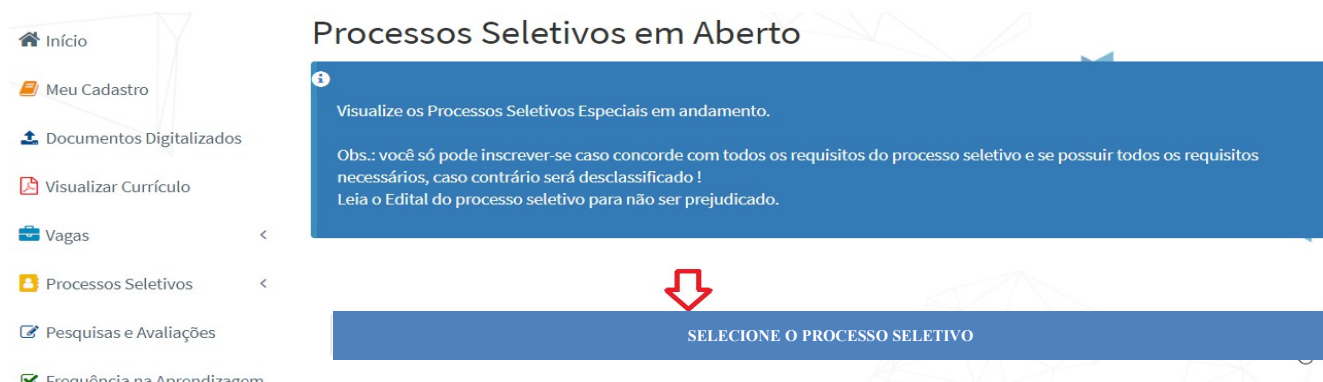 Início
Meu Cadastro
Documentos Digitalizados
Visualizar Currículo
Vagas
Processos Seletivos
Pesquisas e Avaliações
Frequência na Aprendizagem
Processos Seletivos em Aberto
Visualize os Processos Seletivos Especiais em andamento.
Obs.: você só pode inscrever-se caso concorde com todos os requisitos do processo seletivo e se possuir todos os requisitos
necessários, caso contrário será desclassificado !
Leia o Edital do processo seletivo para não ser prejudicado.
SELECIONE O PROCESSO SELETIVO